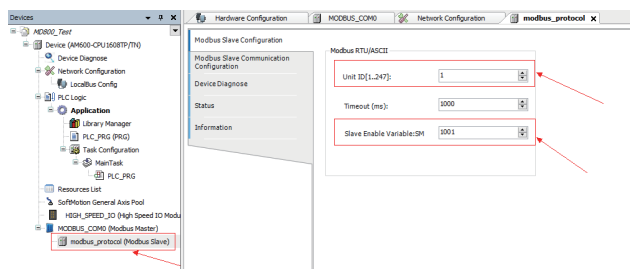 Devices
MD800_Test
Device (AM600-CPU1608TP/TN)
Device Diagnose
Network Configuration
LocalBus Config
PLC Logic
Application
Library Manager
PLC_PRG (PRG)
Task Configuration
MainTask
PLC_PRG
Resources List
SoftMotion General Axis Pool
HIGH_SPEED_IO (High Speed IO Modu
MODBUS_COM0 (Modbus Master)
modbus_protocol (Modbus Slave)
Hardware Configuration
MODBUS_COM0
Network Configuration
modbus_protocol
Modbus Slave Configuration
Modbus Slave Communication
Configuration
Device Diagnose
Status
Information
Modbus RTU/ASCII
Unit ID[1..247]: 1
Timeout (ms): 1000
Slave Enable Variable:SM 1001